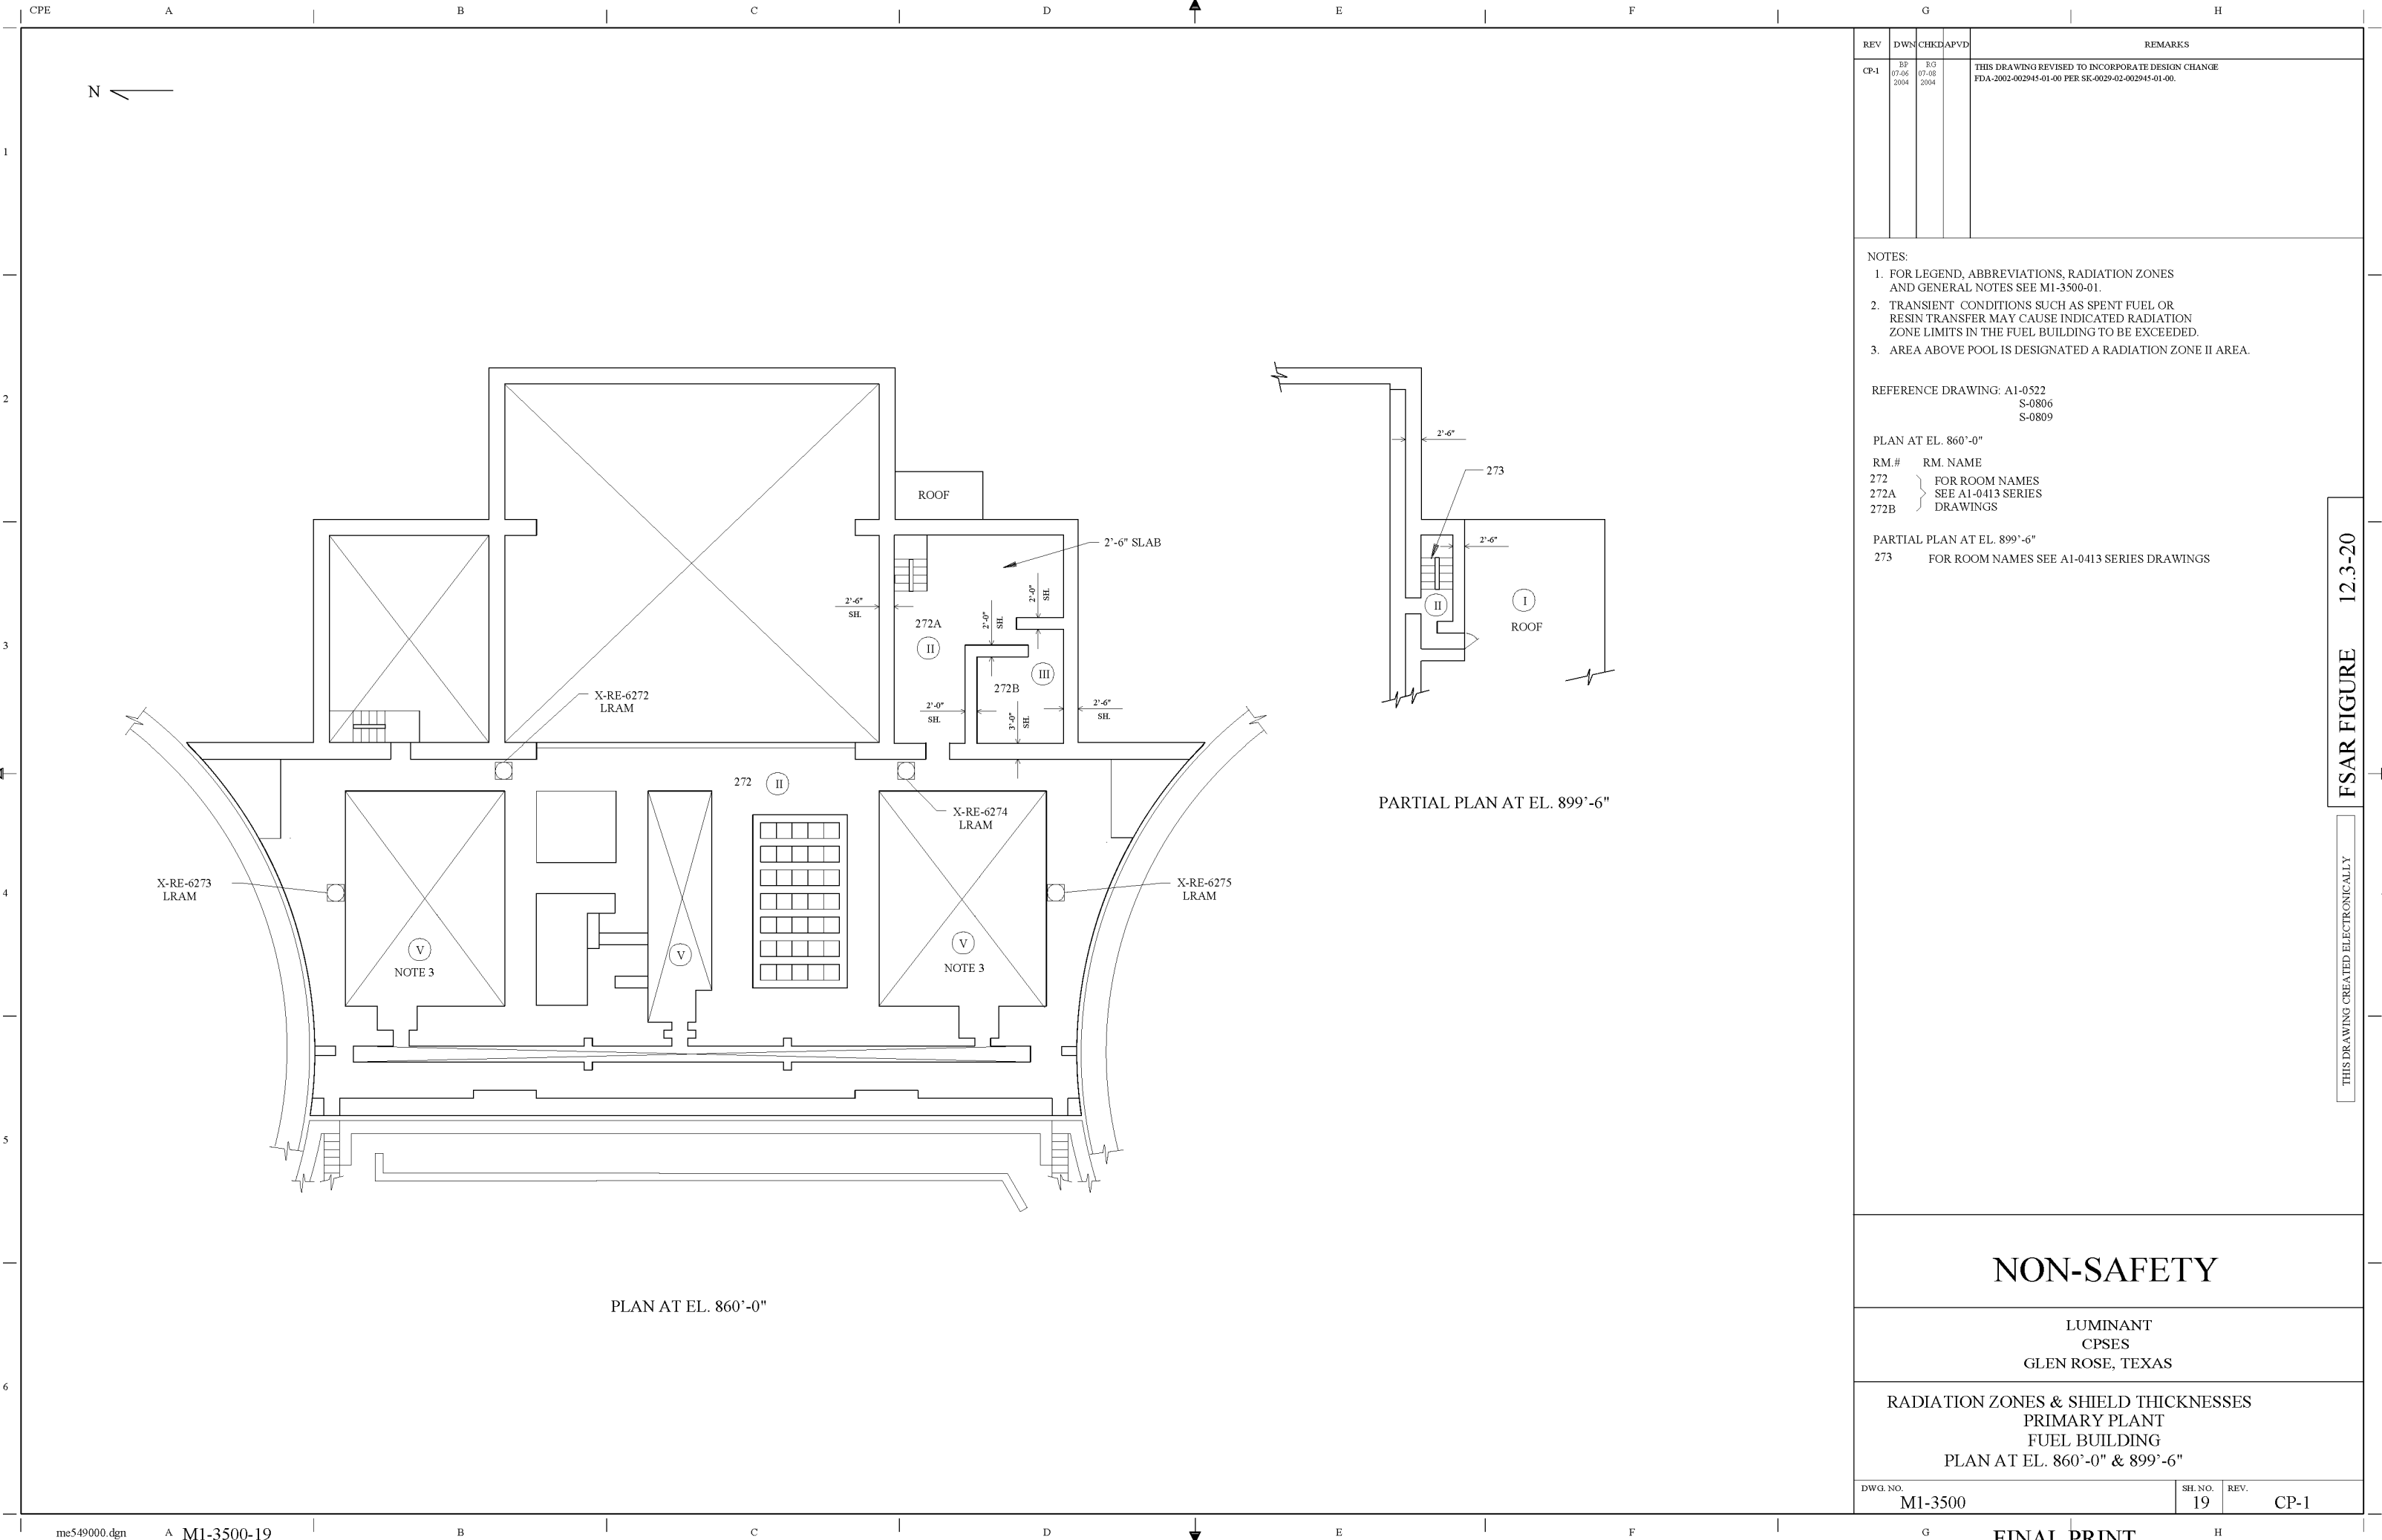 CPE
A
B
C
D
E
F
G
H
N
1
2
3
4
5
6
REV DWN CHKD APVD REMARKS
CP-1
BP
07-06
2004
RG
07-08
2004
THIS DRAWING REVISED TO INCORPORATE DESIGN CHANGE
FDA-2002-002945-01-00 PER SK-0029-02-002945-01-00.
NOTES:
1. FOR LEGEND, ABBREVIATIONS, RADIATION ZONES
AND GENERAL NOTES SEE M1-3500-01.
2. TRANSIENT CONDITIONS SUCH AS SPENT FUEL OR
RESIN TRANSFER MAY CAUSE INDICATED RADIATION
ZONE LIMITS IN THE FUEL BUILDING TO BE EXCEEDED.
3. AREA ABOVE POOL IS DESIGNATED A RADIATION ZONE II AREA.
REFERENCE DRAWING: A1-0522
S-0806
S-0809
PLAN AT EL. 860'-0"
RM.# RM. NAME
272
272A
272B
FOR ROOM NAMES
SEE A1-0413 SERIES
DRAWINGS
PARTIAL PLAN AT EL. 899'-6"
273 FOR ROOM NAMES SEE A1-0413 SERIES DRAWINGS
ROOF
2'-6" SLAB
2'-6"
SH.
2'-0"
SH.
2'-0"
SH.
272A
II
III
272B
2'-0"
SH.
3'-0"
SH.
2'-6"
SH.
X-RE-6272
LRAM
272
II
X-RE-6274
LRAM
X-RE-6273
LRAM
X-RE-6275
LRAM
V
NOTE 3
V
V
NOTE 3
PLAN AT EL. 860'-0"
2'-6"
273
2'-6"
II
I
ROOF
PARTIAL PLAN AT EL. 899'-6"
FSAR FIGURE 12.3-20
THIS DRAWING CREATED ELECTRONICALLY
NON-SAFETY
LUMINANT
CPSES
GLEN ROSE, TEXAS
RADIATION ZONES & SHIELD THICKNESSES
PRIMARY PLANT
FUEL BUILDING
PLAN AT EL. 860'-0" & 899'-6"
DWG. NO.
M1-3500
SH. NO.
19
REV.
CP-1
me549000.dgn
A
M1-3500-19
B
C
D
E
F
G
FINAL PRINT
H